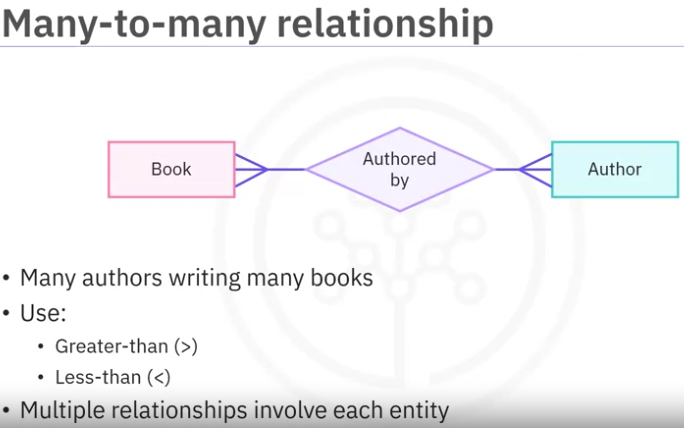 Many-to-many relationship
Book
Authored
by
Author
• Many authors writing many books
• Use:
• Greater-than (>)
• Less-than (<)
• Multiple relationships involve each entity